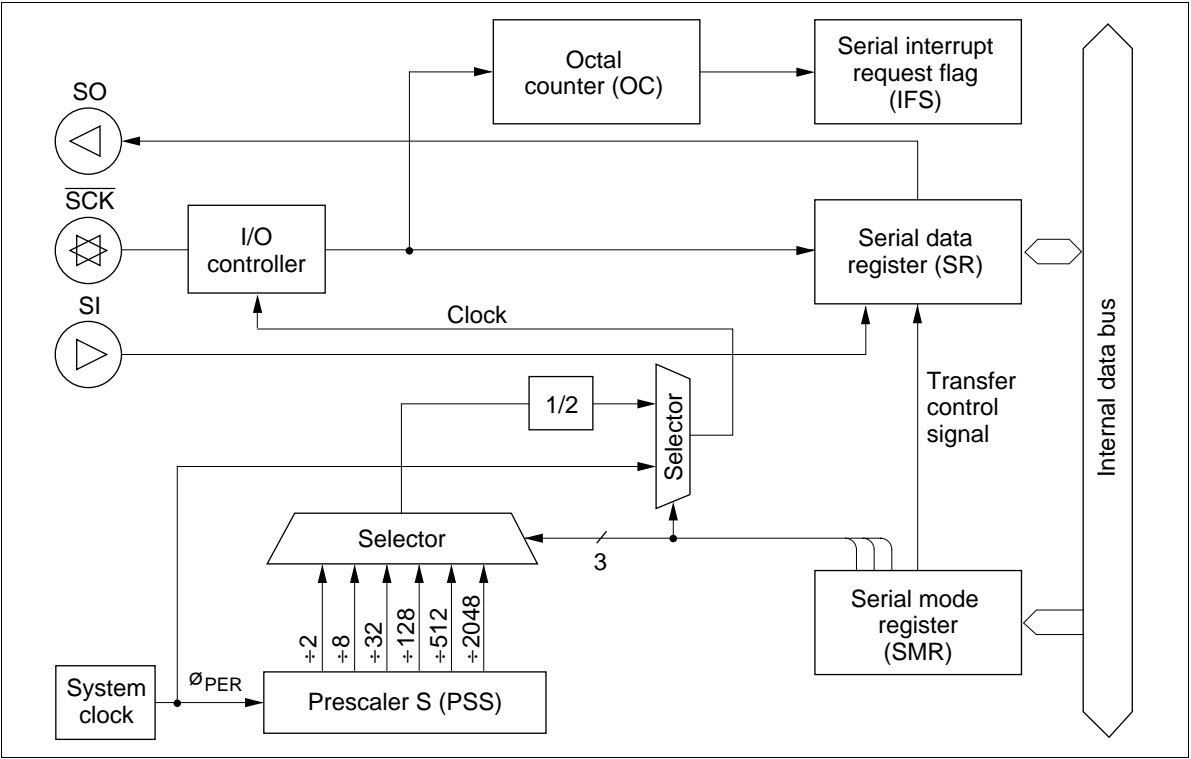 Octal
counter (OC)
Serial interrupt
request flag
(IFS)
SO
SCK
I/O
controller
Serial data
register (SR)
SI
Clock
Internal data bus
Transfer
control
signal
1/2
Selector
Selector
3
÷2
÷8
÷32
÷128
÷512
÷2048
Serial mode
register
(SMR)
System
clock
øPER
Prescaler S (PSS)